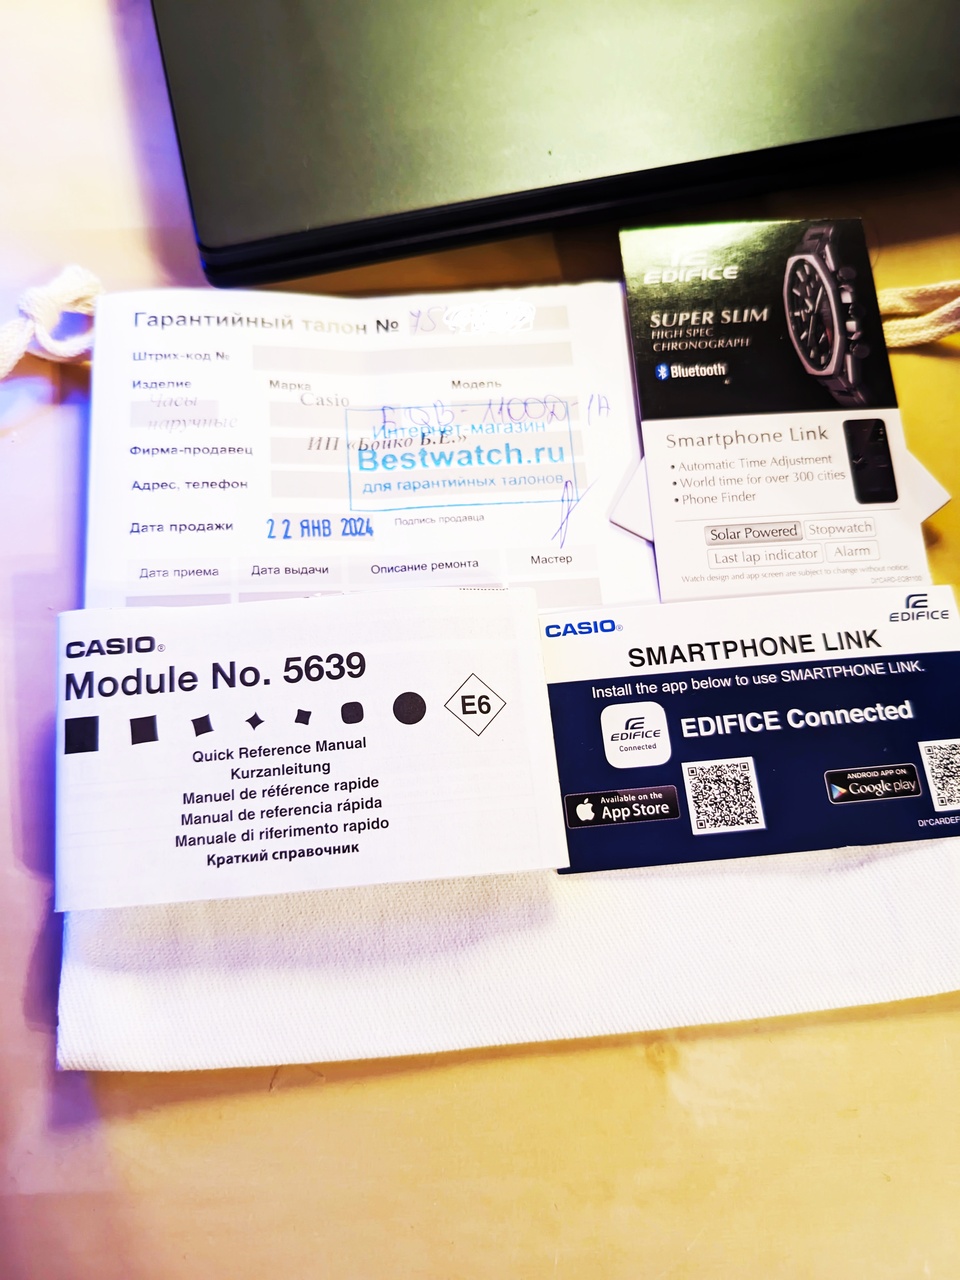 Гарантийный талон № 75
Штрих-код №
Изделие Марка Модель
Часы наручные Casio EQB-1100D-1A
Интернет-магазин
Фирма-продавец ИП «Бойко Б.Е.»
Bestwatch.ru
для гарантийных талонов
Адрес, телефон
Дата продажи 22 ЯНВ 2024 Подпись продавца
Дата приема Дата выдачи Описание ремонта Мастер
EDIFICE
SUPER SLIM
HIGH SPEC
CHRONOGRAPH
Bluetooth
Smartphone Link
• Automatic Time Adjustment
• World time for over 300 cities
• Phone Finder
Solar Powered Stopwatch
Last lap indicator Alarm
Watch design and app screen are subject to change without notice.
CASIO®
Module No. 5639
E6
Quick Reference Manual
Kurzanleitung
Manuel de référence rapide
Manual de referencia rápida
Manuale di riferimento rapido
Краткий справочник
CASIO®
EDIFICE
SMARTPHONE LINK
Install the app below to use SMARTPHONE LINK.
EDIFICE
Connected
EDIFICE Connected
Available on the
App Store
ANDROID APP ON
Google play